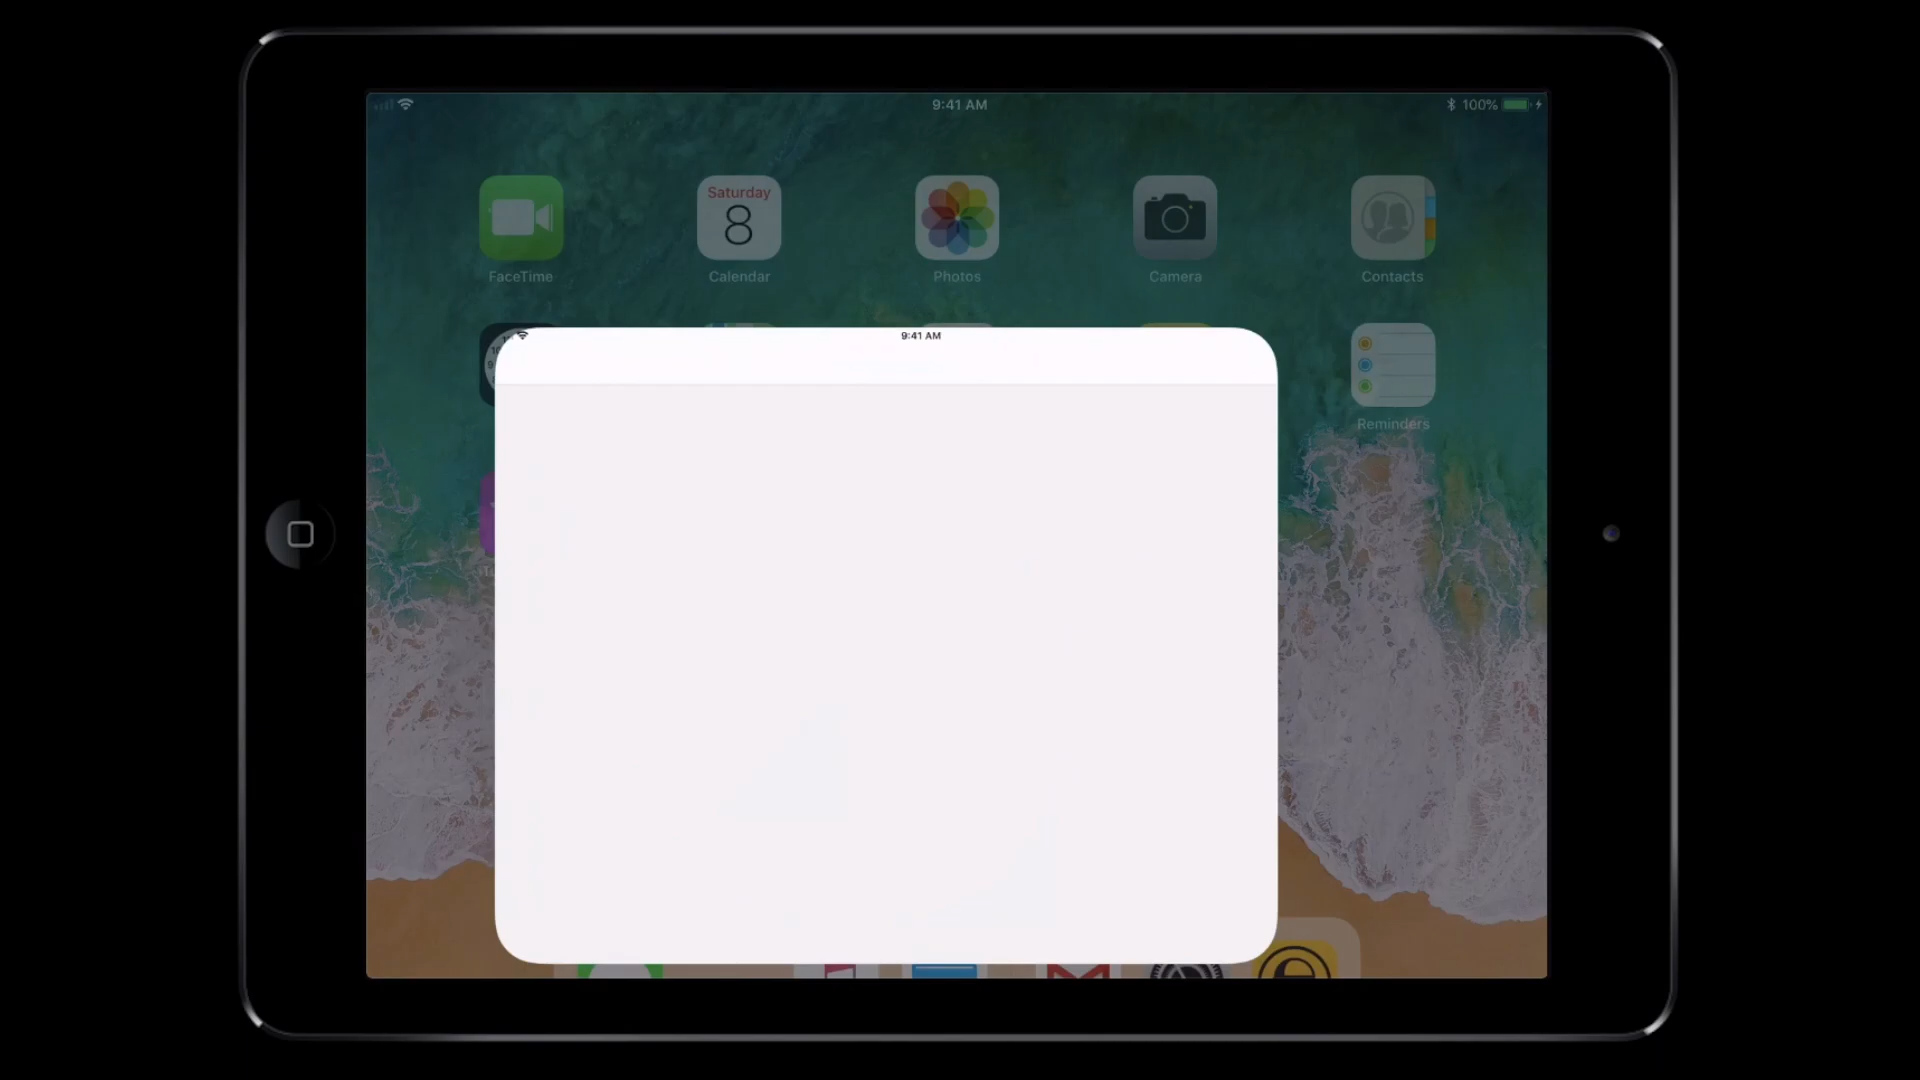 9:41 AM
100%
Saturday
8
FaceTime
Calendar
Photos
Camera
Contacts
9:41 AM
Reminders